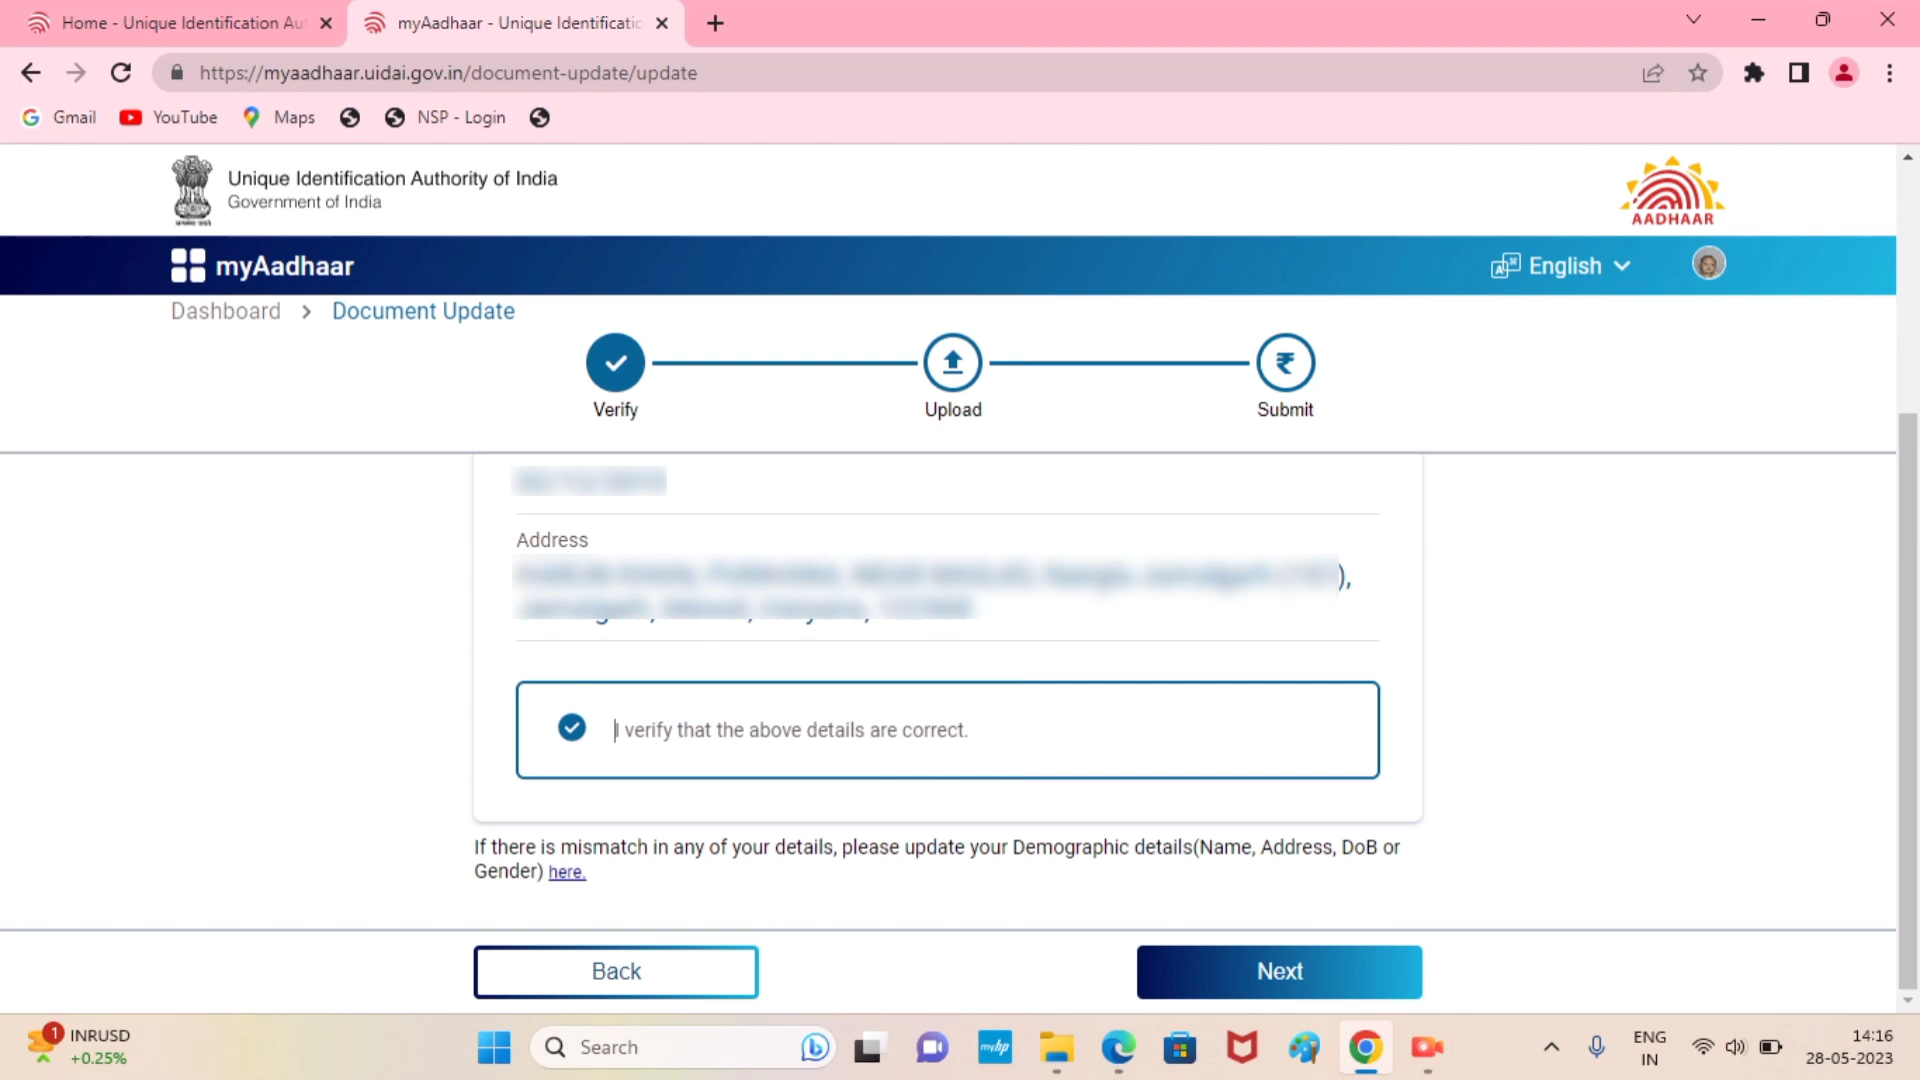 Home - Unique Identification Au
myAadhaar - Unique Identificatio
https://myaadhaar.uidai.gov.in/document-update/update
Gmail YouTube Maps NSP - Login
Unique Identification Authority of India
Government of India
AADHAAR
myAadhaar
English
Dashboard > Document Update
Verify Upload Submit
Address
I verify that the above details are correct.
If there is mismatch in any of your details, please update your Demographic details(Name, Address, DoB or
Gender) here.
Back Next
1 INRUSD
+0.25%
Search
myhp
ENG
IN
14:16
28-05-2023